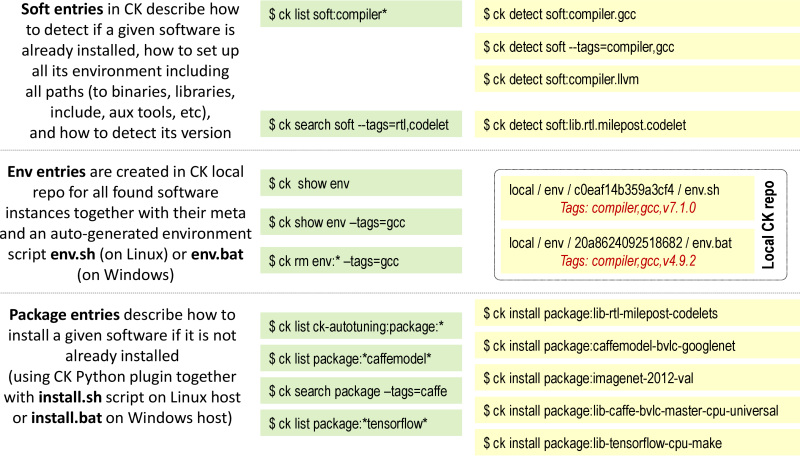 Soft entries in CK describe how
to detect if a given software is
already installed, how to set up
all its environment including
all paths (to binaries, libraries,
include, aux tools, etc),
and how to detect its version
$ ck list soft:compiler*
$ ck search soft --tags=rtl,codelet
$ ck detect soft:compiler.gcc
$ ck detect soft --tags=compiler,gcc
$ ck detect soft:compiler.llvm
$ ck detect soft:lib.rtl.milepost.codelet
Env entries are created in CK local
repo for all found software
instances together with their meta
and an auto-generated environment
script env.sh (on Linux) or env.bat
(on Windows)
$ ck  show env
$ ck show env –tags=gcc
$ ck rm env:* –tags=gcc
local / env / c0eaf14b359a3cf4 / env.sh
Tags: compiler,gcc,v7.1.0
local / env / 20a8624092518682 / env.bat
Tags: compiler,gcc,v4.9.2
Local CK repo
Package entries describe how to
install a given software if it is not
already installed
(using CK Python plugin together
with install.sh script on Linux host
or install.bat on Windows host)
$ ck list ck-autotuning:package:*
$ ck list package:*caffemodel*
$ ck search package –tags=caffe
$ ck list package:*tensorflow*
$ ck install package:lib-rtl-milepost-codelets
$ ck install package:caffemodel-bvlc-googlenet
$ ck install package:imagenet-2012-val
$ ck install package:lib-caffe-bvlc-master-cpu-universal
$ ck install package:lib-tensorflow-cpu-make